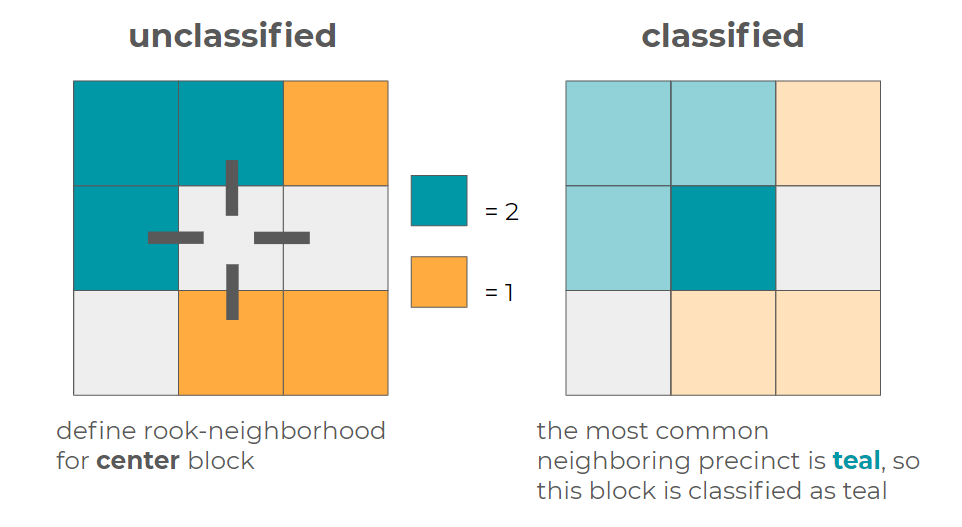 unclassified
classified
= 2
= 1
define rook-neighborhood
for center block
the most common
neighboring precinct is teal, so
this block is classified as teal